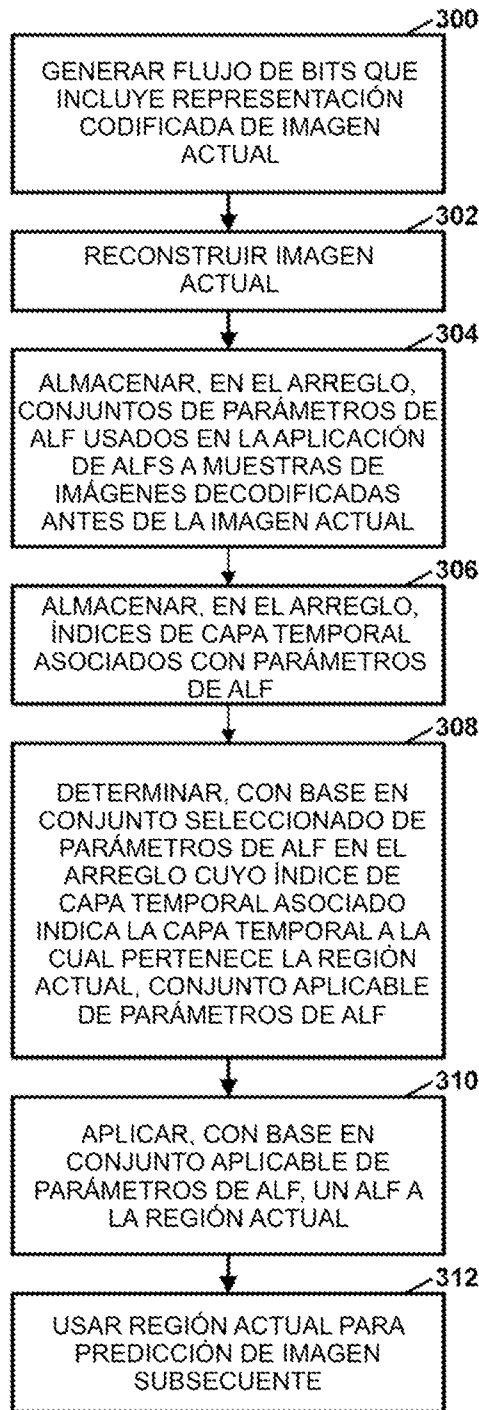 300
GENERAR FLUJO DE BITS QUE
INCLUYE REPRESENTACIÓN
CODIFICADA DE IMAGEN
ACTUAL
302
RECONSTRUIR IMAGEN
ACTUAL
304
ALMACENAR, EN EL ARREGLO,
CONJUNTOS DE PARÁMETROS DE
ALF USADOS EN LA APLICACIÓN
DE ALFS A MUESTRAS DE
IMÁGENES DECODIFICADAS
ANTES DE LA IMAGEN ACTUAL
306
ALMACENAR, EN EL ARREGLO,
ÍNDICES DE CAPA TEMPORAL
ASOCIADOS CON PARÁMETROS
DE ALF
308
DETERMINAR, CON BASE EN
CONJUNTO SELECCIONADO DE
PARÁMETROS DE ALF EN EL
ARREGLO CUYO ÍNDICE DE
CAPA TEMPORAL ASOCIADO
INDICA LA CAPA TEMPORAL A LA
CUAL PERTENECE LA REGIÓN
ACTUAL, CONJUNTO APLICABLE
DE PARÁMETROS DE ALF
310
APLICAR, CON BASE EN
CONJUNTO APLICABLE DE
PARÁMETROS DE ALF, UN ALF A
LA REGIÓN ACTUAL
312
USAR REGIÓN ACTUAL PARA
PREDICCIÓN DE IMAGEN
SUBSECUENTE